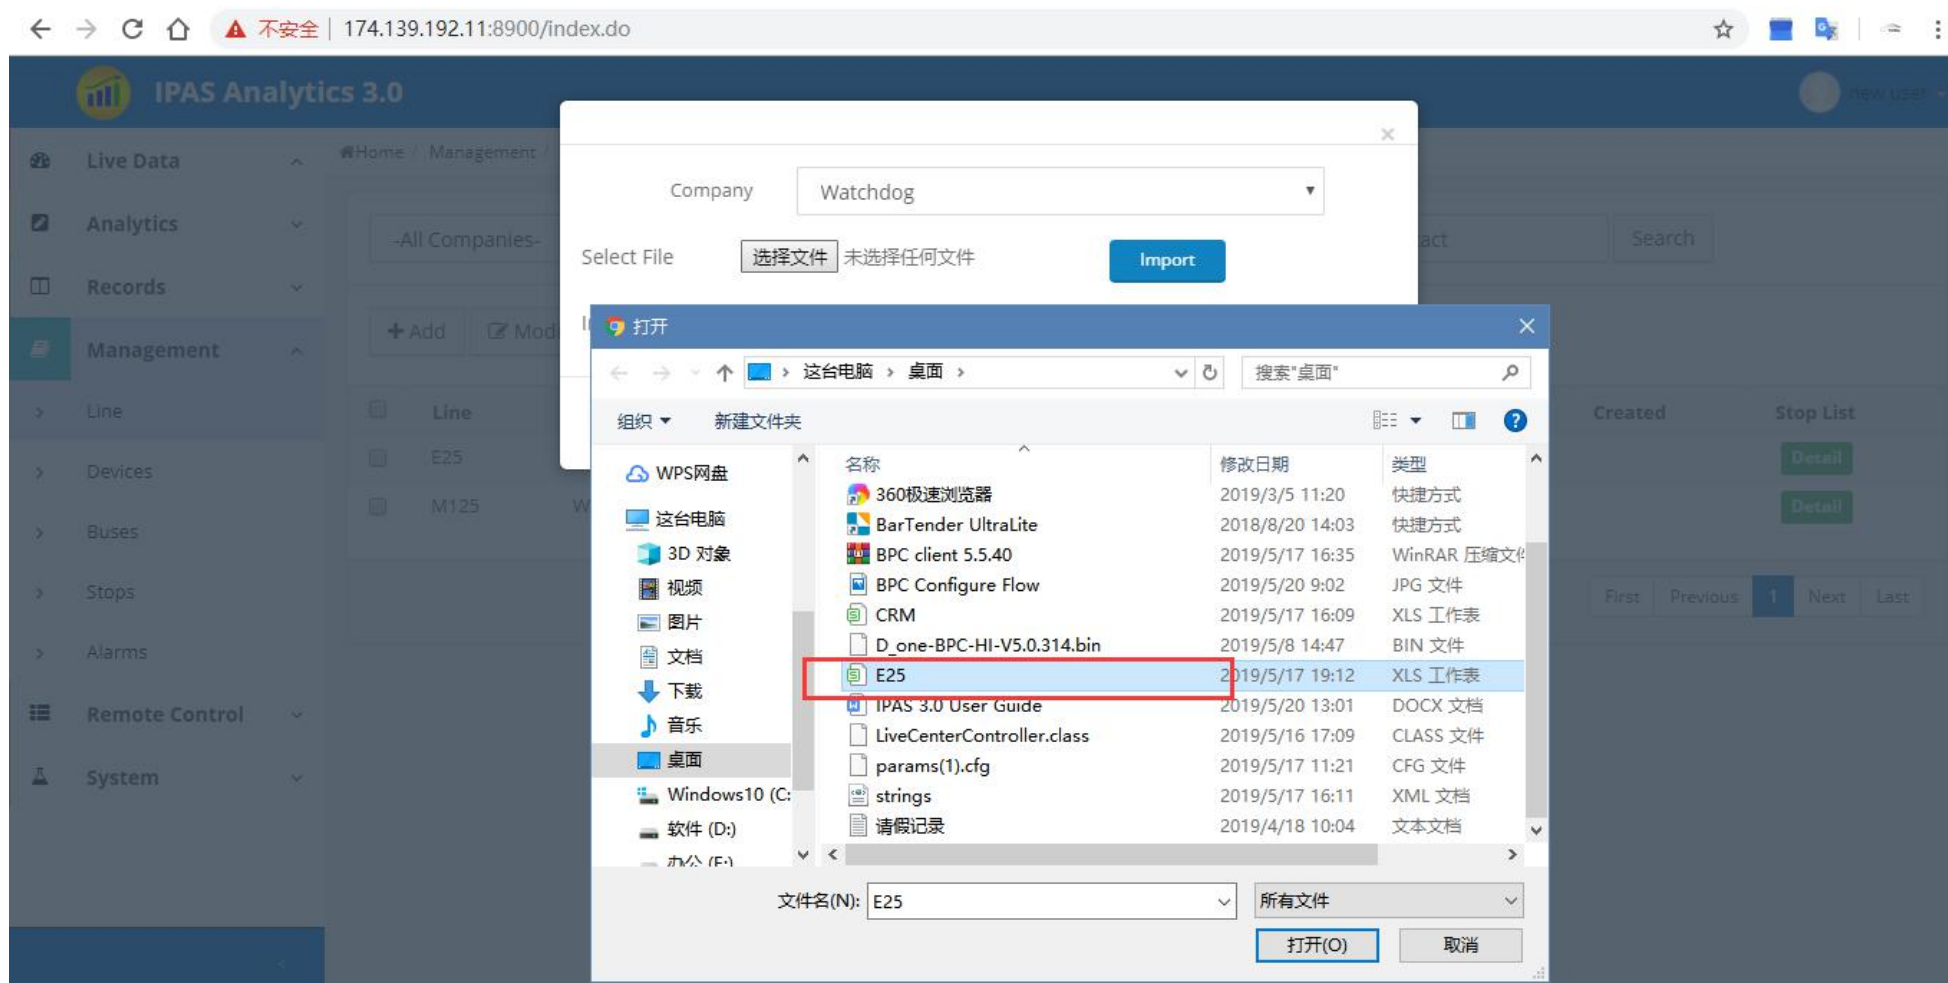 不安全 174.139.192.11:8900/index.do
IPAS Analytics 3.0
new user
×
Live Data
Home / Management /
Company Watchdog
Analytics
-All Companies- Search
Select File 选择文件 未选择任何文件 Import
Records
Add
打开
Management
这台电脑 › 桌面 ›
搜索"桌面"
组织 新建文件夹
Line
Line Created Stop List
名称 修改日期 类型
E25 Detail
WPS网盘
Devices
360极速浏览器 2019/3/5 11:20 快捷方式
M125 Detail
这台电脑
BarTender UltraLite 2018/8/20 14:03 快捷方式
Buses
3D 对象
BPC client 5.5.40 2019/5/17 16:35 WinRAR 压缩文件
视频
BPC Configure Flow 2019/5/20 9:02 JPG 文件
Stops
First Previous 1 Next Last
图片
CRM 2019/5/17 16:09 XLS 工作表
D_one-BPC-HI-V5.0.314.bin 2019/5/8 14:47 BIN 文件
Alarms
文档
E25 2019/5/17 19:12 XLS 工作表
下载
IPAS 3.0 User Guide 2019/5/20 13:01 DOCX 文档
Remote Control
音乐
LiveCenterController.class 2019/5/16 17:09 CLASS 文件
桌面
params(1).cfg 2019/5/17 11:21 CFG 文件
System
Windows10 (C:
strings 2019/5/17 16:11 XML 文档
软件 (D:)
请假记录 2019/4/18 10:04 文本文档
办公 (E:)
文件名(N): E25 所有文件
打开(O) 取消